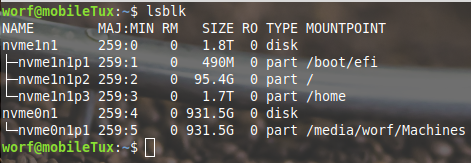 worf@mobileTux:~$ lsblk
NAME        MAJ:MIN RM   SIZE RO TYPE MOUNTPOINT
nvme1n1     259:0    0   1.8T  0 disk
├─nvme1n1p1 259:1    0   490M  0 part /boot/efi
├─nvme1n1p2 259:2    0  95.4G  0 part /
└─nvme1n1p3 259:3    0   1.7T  0 part /home
nvme0n1     259:4    0 931.5G  0 disk
└─nvme0n1p1 259:5    0 931.5G  0 part /media/worf/Machines
worf@mobileTux:~$